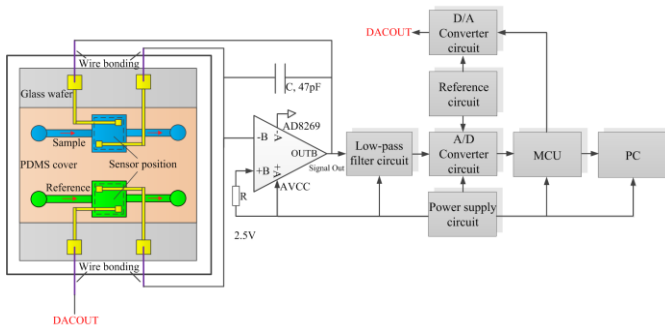 Wire bonding
Glass wafer
Sample
PDMS cover
Sensor position
Reference
Wire bonding
DACOUT
C, 47pF
-A
AD8269
-B
OUTB
+B
+A
Signal Out
AVCC
R
2.5V
Low-pass
filter circuit
DACOUT
D/A
Converter
circuit
Reference
circuit
A/D
Converter
circuit
MCU
PC
Power supply
circuit